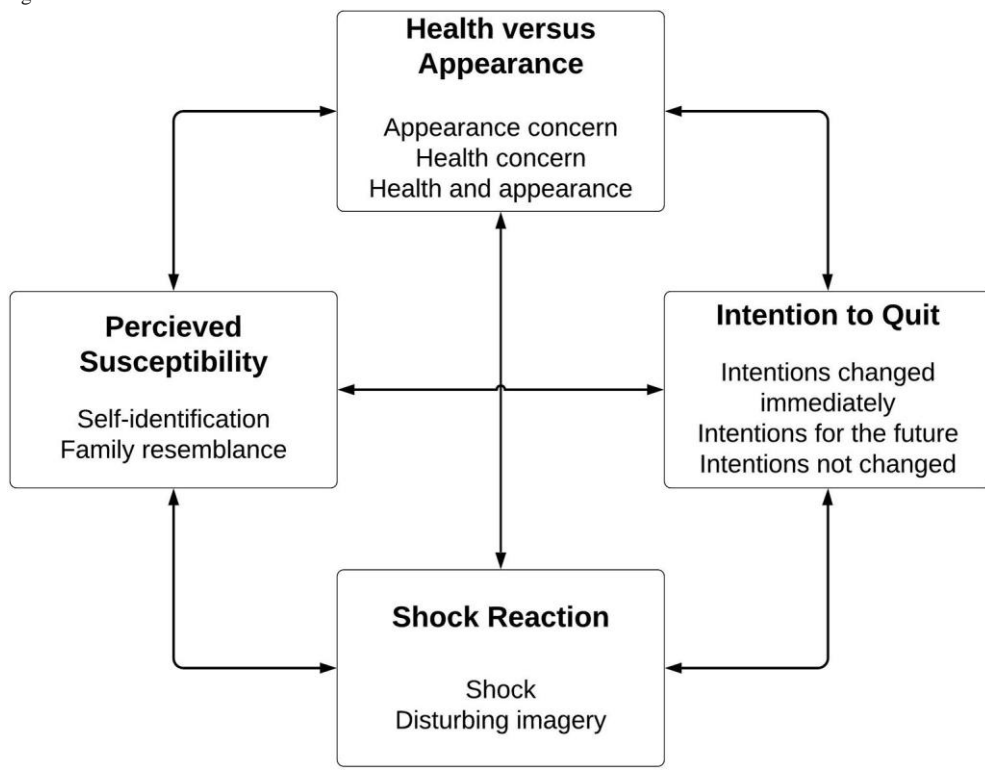 Health versus
Appearance
Appearance concern
Health concern
Health and appearance
Percieved
Susceptibility
Self-identification
Family resemblance
Intention to Quit
Intentions changed
immediately
Intentions for the future
Intentions not changed
Shock Reaction
Shock
Disturbing imagery